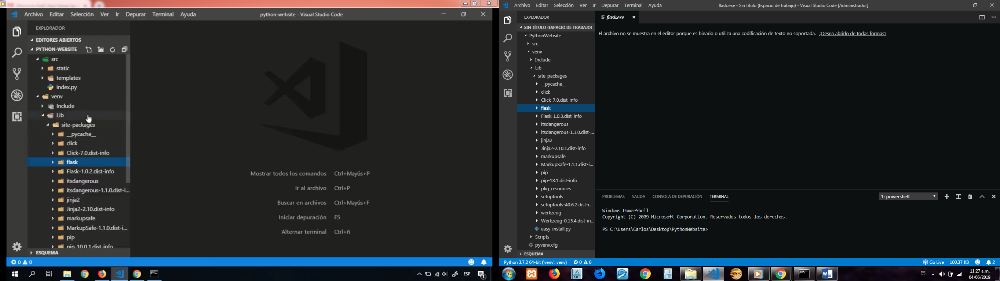 Archivo Editar Selección Ver Ir Depurar Terminal Ayuda
python-website - Visual Studio Code
EXPLORADOR
EDITORES ABIERTOS
PYTHON-WEBSITE
src
static
templates
index.py
venv
Include
Lib
site-packages
__pycache__
click
Click-7.0.dist-info
flask
Flask-1.0.2.dist-info
itsdangerous
itsdangerous-1.1.0.dist-i...
jinja2
Jinja2-2.10.dist-info
markupsafe
MarkupSafe-1.1.0.dist-i...
pip
pip-10.0.1.dist-info
ESQUEMA
Mostrar todos los comandos Ctrl+Mayús+P
Ir al archivo Ctrl+P
Buscar en archivos Ctrl+Mayús+F
Iniciar depuración F5
Alternar terminal Ctrl+ñ
0 0
ESP
1
Archivo Editar Selección Ver Ir Depurar Terminal Ayuda
flask.exe - Sin título (Espacio de trabajo) - Visual Studio Code [Administrador]
EXPLORADOR
SIN TÍTULO (ESPACIO DE TRABAJO)
PythonWebsite
src
venv
Include
Lib
site-packages
__pycache__
click
Click-7.0.dist-info
flask
Flask-1.0.3.dist-info
itsdangerous
itsdangerous-1.1.0.dist-...
jinja2
Jinja2-2.10.1.dist-info
markupsafe
MarkupSafe-1.1.1.dist-i...
pip
pip-18.1.dist-info
pkg_resources
setuptools
setuptools-40.6.2.dist-i...
werkzeug
Werkzeug-0.15.4.dist-in...
easy_install.py
Scripts
pyvenv.cfg
ESQUEMA
flask.exe
El archivo no se muestra en el editor porque es binario o utiliza una codificación de texto no soportada. ¿Desea abrirlo de todas formas?
PROBLEMAS SALIDA CONSOLA DE DEPURACIÓN TERMINAL
1: powershell
Windows PowerShell
Copyright (C) 2009 Microsoft Corporation. Reservados todos los derechos.
PS C:\Users\Carlos\Desktop\PythonWebsite>
Python 3.7.2 64-bit ('venv': venv) 0 0
Go Live 100.37 KB 2
2011
ES
11:27 a.m.
04/06/2019